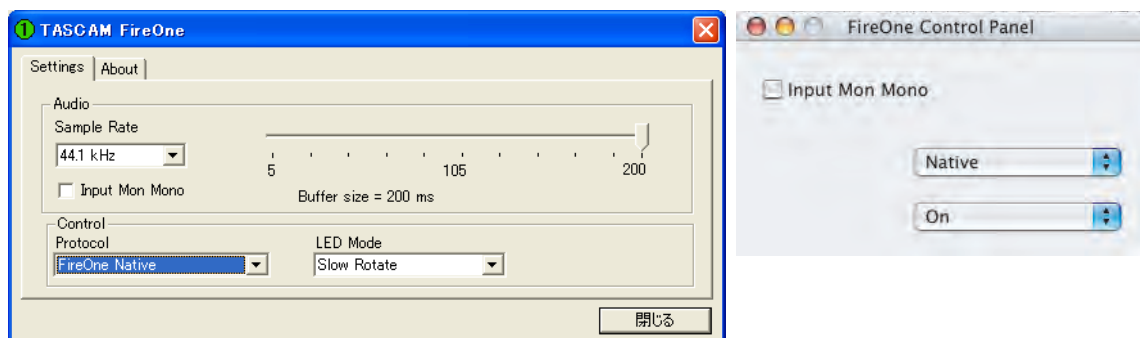 1 TASCAM FireOne
Settings About
Audio
Sample Rate
44.1 kHz
5 105 200
Input Mon Mono
Buffer size = 200 ms
Control
Protocol LED Mode
FireOne Native Slow Rotate
閉じる
FireOne Control Panel
Input Mon Mono
Native
On